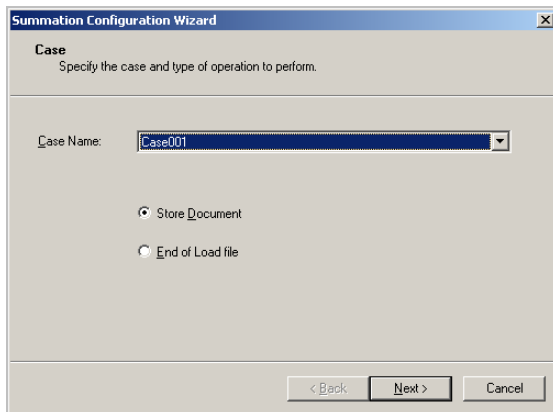 Summation Configuration Wizard
Case
Specify the case and type of operation to perform.
Case Name: Case001
Store Document
End of Load file
< Back Next > Cancel